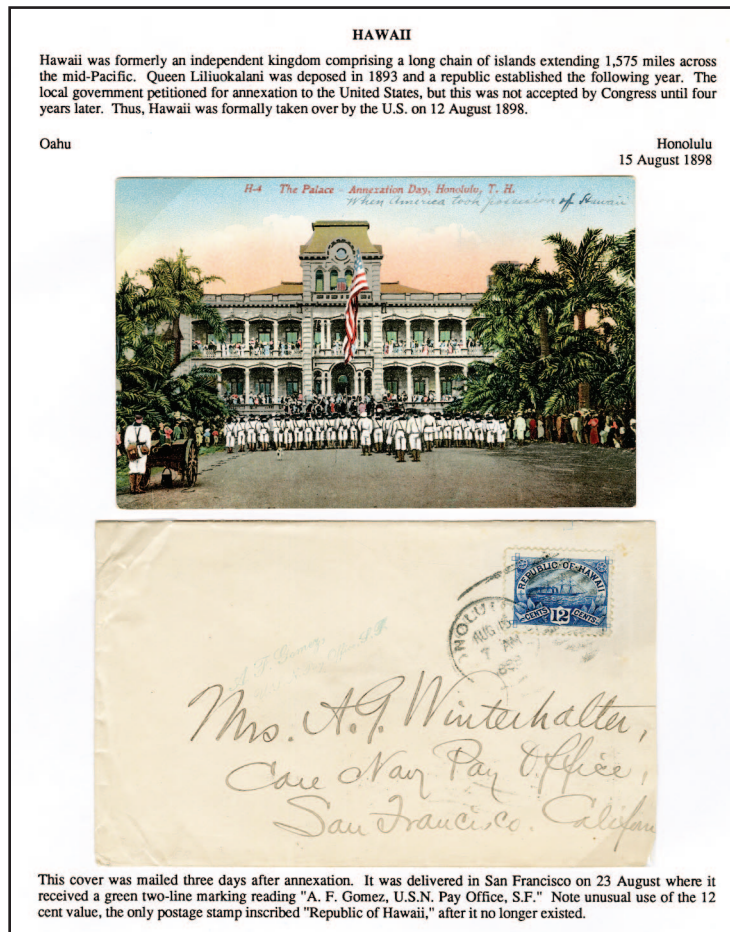 HAWAII
Hawaii was formerly an independent kingdom comprising a long chain of islands extending 1,575 miles across
the mid-Pacific. Queen Liliuokalani was deposed in 1893 and a republic established the following year. The
local government petitioned for annexation to the United States, but this was not accepted by Congress until four
years later. Thus, Hawaii was formally taken over by the U.S. on 12 August 1898.
Oahu
Honolulu
15 August 1898
H-4 The Palace - Annexation Day, Honolulu, T. H.
When America took possession of Hawaii
REPUBLIC·OF·HAWAII
CENTS 12 CENTS
NOLULU
AUG 15
7 AM
A. F. Gomez
Mrs. A. G. Winterhalter,
Care Navy Pay Office,
San Francisco. Californ
This cover was mailed three days after annexation. It was delivered in San Francisco on 23 August where it
received a green two-line marking reading "A. F. Gomez, U.S.N. Pay Office, S.F." Note unusual use of the 12
cent value, the only postage stamp inscribed "Republic of Hawaii," after it no longer existed.